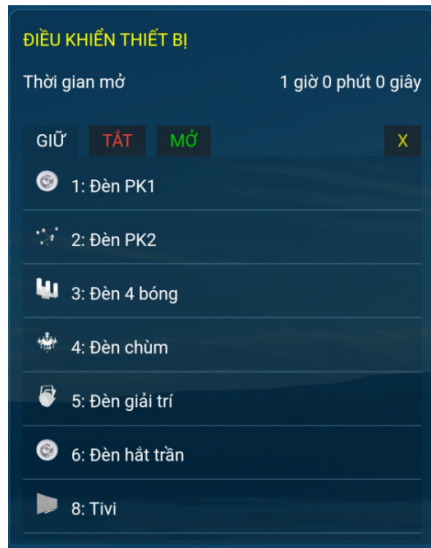 ĐIỀU KHIỂN THIẾT BỊ
Thời gian mở 1 giờ 0 phút 0 giây
GIỮ TẮT MỞ X
1: Đèn PK1
2: Đèn PK2
3: Đèn 4 bóng
4: Đèn chùm
5: Đèn giải trí
6: Đèn hắt trần
8: Tivi